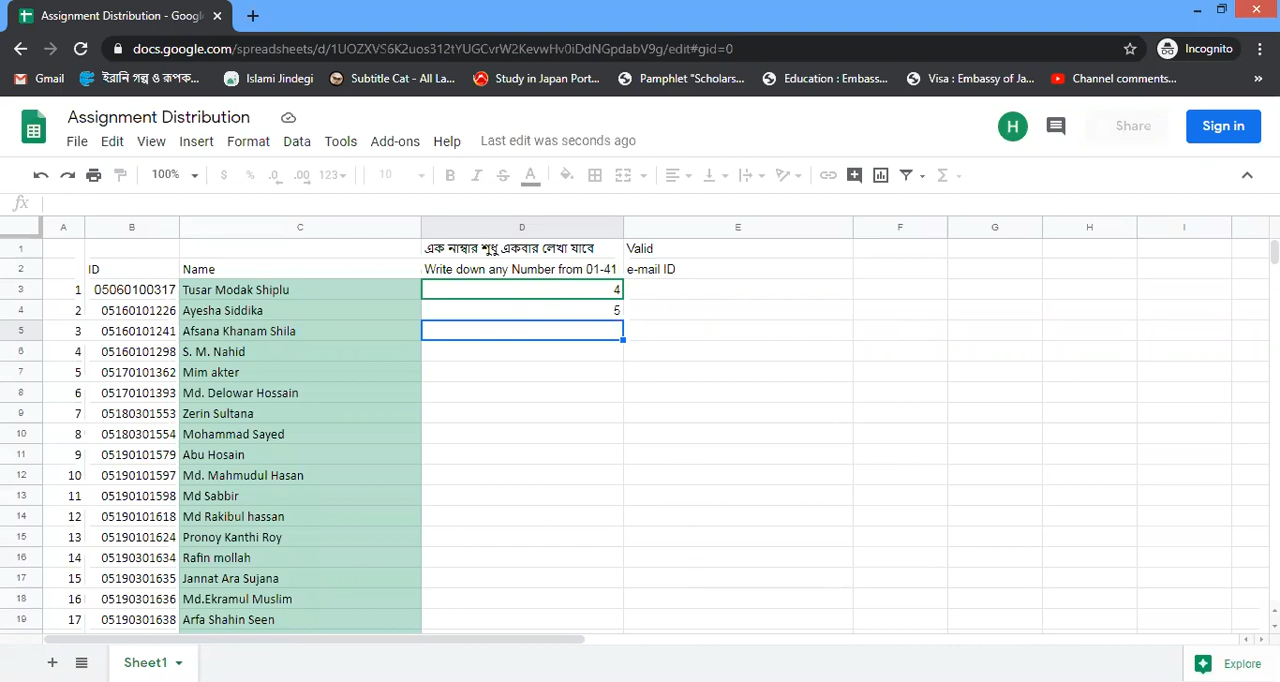 Assignment Distribution - Googl
docs.google.com/spreadsheets/d/1UOZXVS6K2uos312tYUGCvrW2KevwHv0iDdNGpdabV9g/edit#gid=0
Incognito
Gmail
ইরানি গল্প ও রূপক...
Islami Jindegi
Subtitle Cat - All La...
Study in Japan Port...
Pamphlet "Scholars...
Education : Embass...
Visa : Embassy of Ja...
Channel comments...
»
Assignment Distribution
File Edit View Insert Format Data Tools Add-ons Help Last edit was seconds ago
H
Share
Sign in
100% $ % .0 .00 123 10 B I S A Σ
fx
A B C D E F G H I
1 এক নাম্বার শুধু একবার লেখা যাবে Valid
2 ID Name Write down any Number from 01-41 e-mail ID
3 1 05060100317 Tusar Modak Shiplu 4
4 2 05160101226 Ayesha Siddika 5
5 3 05160101241 Afsana Khanam Shila
6 4 05160101298 S. M. Nahid
7 5 05170101362 Mim akter
8 6 05170101393 Md. Delowar Hossain
9 7 05180301553 Zerin Sultana
10 8 05180301554 Mohammad Sayed
11 9 05190101579 Abu Hosain
12 10 05190101597 Md. Mahmudul Hasan
13 11 05190101598 Md Sabbir
14 12 05190101618 Md Rakibul hassan
15 13 05190101624 Pronoy Kanthi Roy
16 14 05190301634 Rafin mollah
17 15 05190301635 Jannat Ara Sujana
18 16 05190301636 Md.Ekramul Muslim
19 17 05190301638 Arfa Shahin Seen
Sheet1
Explore